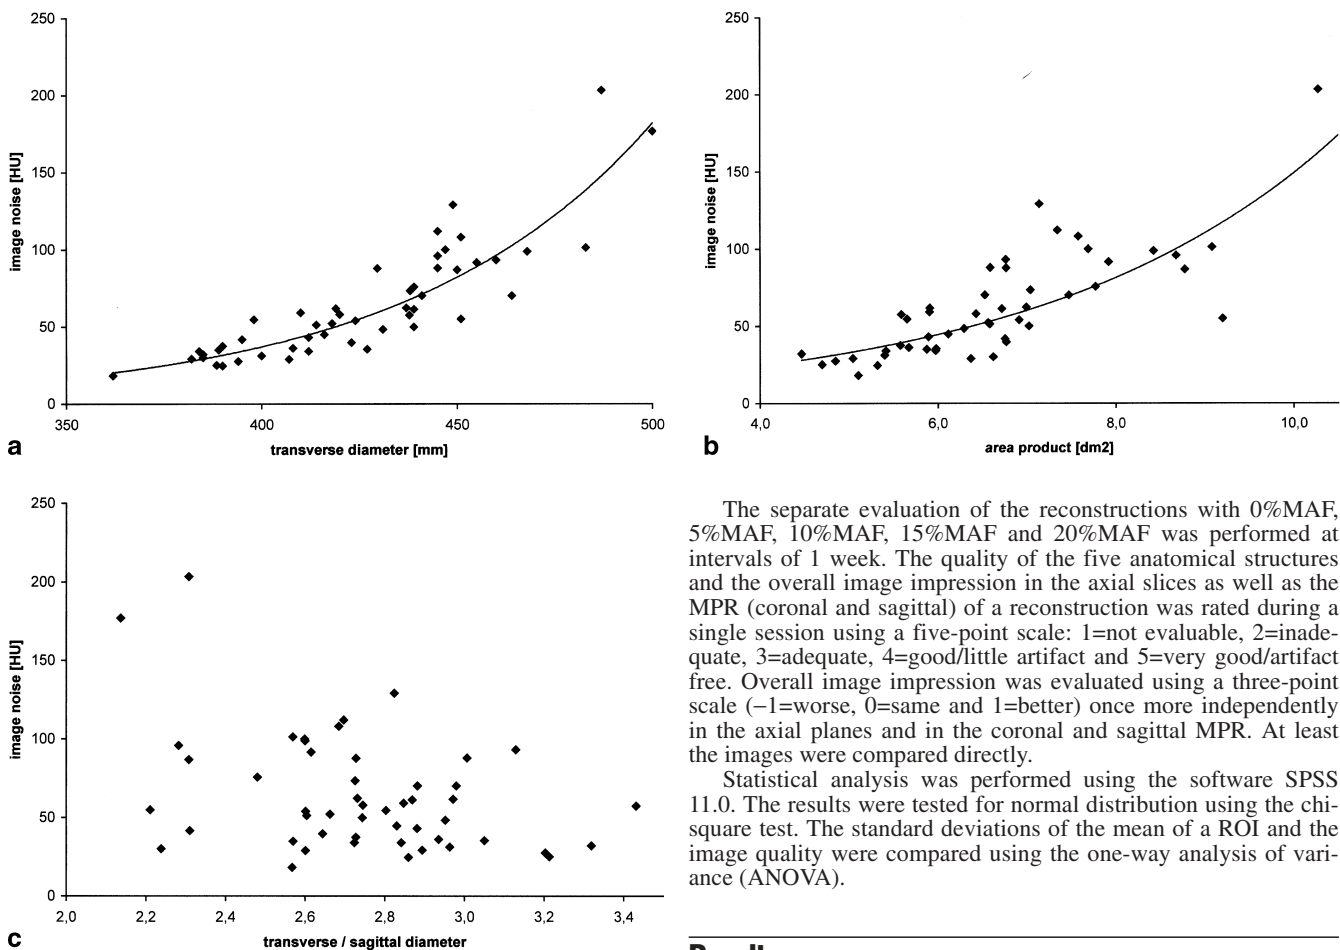 250
200
150
100
50
0
image noise [HU]
350 400 450 500
transverse diameter [mm]
a
250
200
150
100
50
0
image noise [HU]
4,0 6,0 8,0 10,0
area product [dm2]
b
250
200
150
100
50
0
image noise [HU]
2,0 2,2 2,4 2,6 2,8 3,0 3,2 3,4
transverse / sagittal diameter
c
The separate evaluation of the reconstructions with 0%MAF,
5%MAF, 10%MAF, 15%MAF and 20%MAF was performed at
intervals of 1 week. The quality of the five anatomical structures
and the overall image impression in the axial slices as well as the
MPR (coronal and sagittal) of a reconstruction was rated during a
single session using a five-point scale: 1=not evaluable, 2=inade-
quate, 3=adequate, 4=good/little artifact and 5=very good/artifact
free. Overall image impression was evaluated using a three-point
scale (−1=worse, 0=same and 1=better) once more independently
in the axial planes and in the coronal and sagittal MPR. At least
the images were compared directly.
Statistical analysis was performed using the software SPSS
11.0. The results were tested for normal distribution using the chi-
square test. The standard deviations of the mean of a ROI and the
image quality were compared using the one-way analysis of vari-
ance (ANOVA).